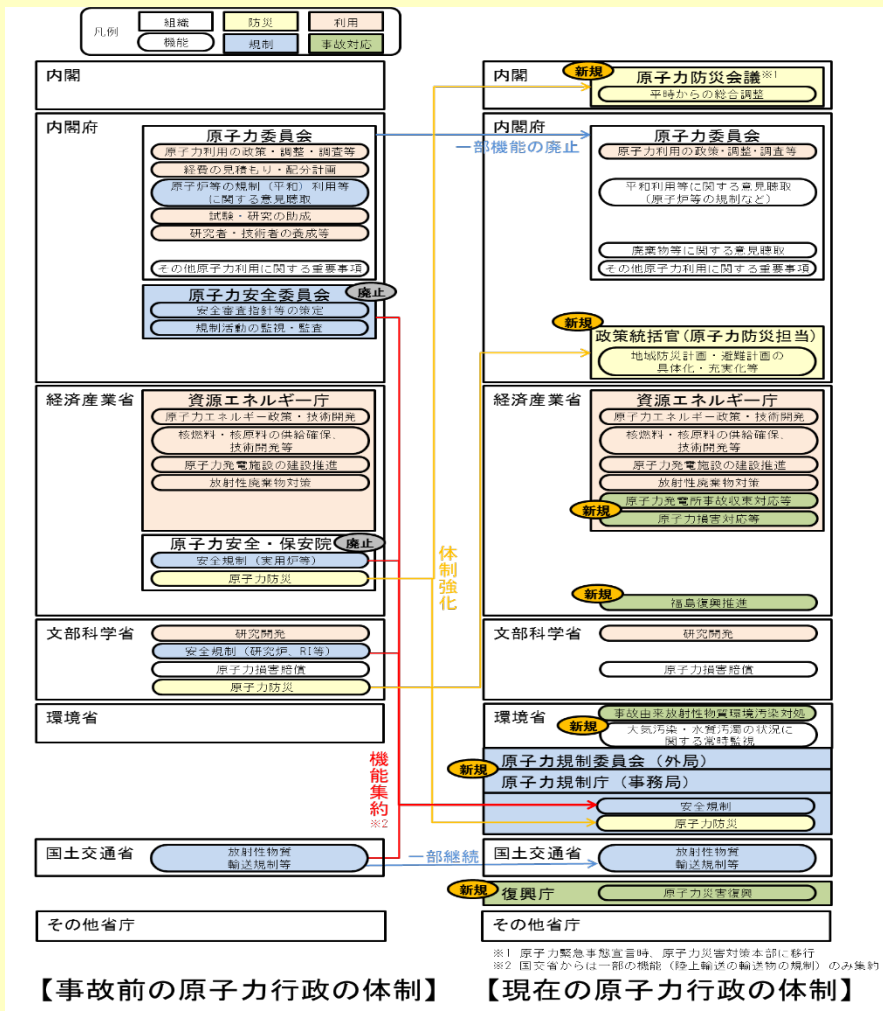 凡例
組織
防災
利用
機能
規制
事故対応
内閣
内閣府
原子力委員会
原子力利用の政策・調整・調査等
経費の見積もり・配分計画
原子炉等の規制（平和）利用等
に関する意見聴取
試験・研究の助成
研究者・技術者の養成等
その他原子力利用に関する重要事項
原子力安全委員会
廃止
安全審査指針等の策定
規制活動の監視・監査
経済産業省
資源エネルギー庁
原子力エネルギー政策・技術開発
核燃料・核原料の供給確保、
技術開発等
原子力発電施設の建設推進
放射性廃棄物対策
原子力安全・保安院
廃止
安全規制（実用炉等）
原子力防災
文部科学省
研究開発
安全規制（研究炉、RI等）
原子力損害賠償
原子力防災
環境省
国土交通省
放射性物質
輸送規制等
その他省庁
一部機能の廃止
体制強化
機能集約
※2
一部継続
内閣
新規
原子力防災会議※1
平時からの総合調整
内閣府
原子力委員会
原子力利用の政策・調整・調査等
平和利用等に関する意見聴取
（原子炉等の規制など）
廃棄物等に関する意見聴取
その他原子力利用に関する重要事項
新規
政策統括官（原子力防災担当）
地域防災計画・避難計画の
具体化・充実化等
経済産業省
資源エネルギー庁
原子力エネルギー政策・技術開発
核燃料・核原料の供給確保、
技術開発等
原子力発電施設の建設推進
放射性廃棄物対策
原子力発電所事故収束対応等
新規
原子力損害対応等
新規
福島復興推進
文部科学省
研究開発
原子力損害賠償
環境省
事故由来放射性物質環境汚染対処
新規
大気汚染・水質汚濁の状況に
関する常時監視
新規
原子力規制委員会（外局）
原子力規制庁（事務局）
安全規制
原子力防災
国土交通省
放射性物質
輸送規制等
新規
復興庁
原子力災害復興
その他省庁
※1 原子力緊急事態宣言時、原子力災害対策本部に移行
※2 国交省からは一部の機能（陸上輸送の輸送物の規制）のみ集約
【事故前の原子力行政の体制】
【現在の原子力行政の体制】